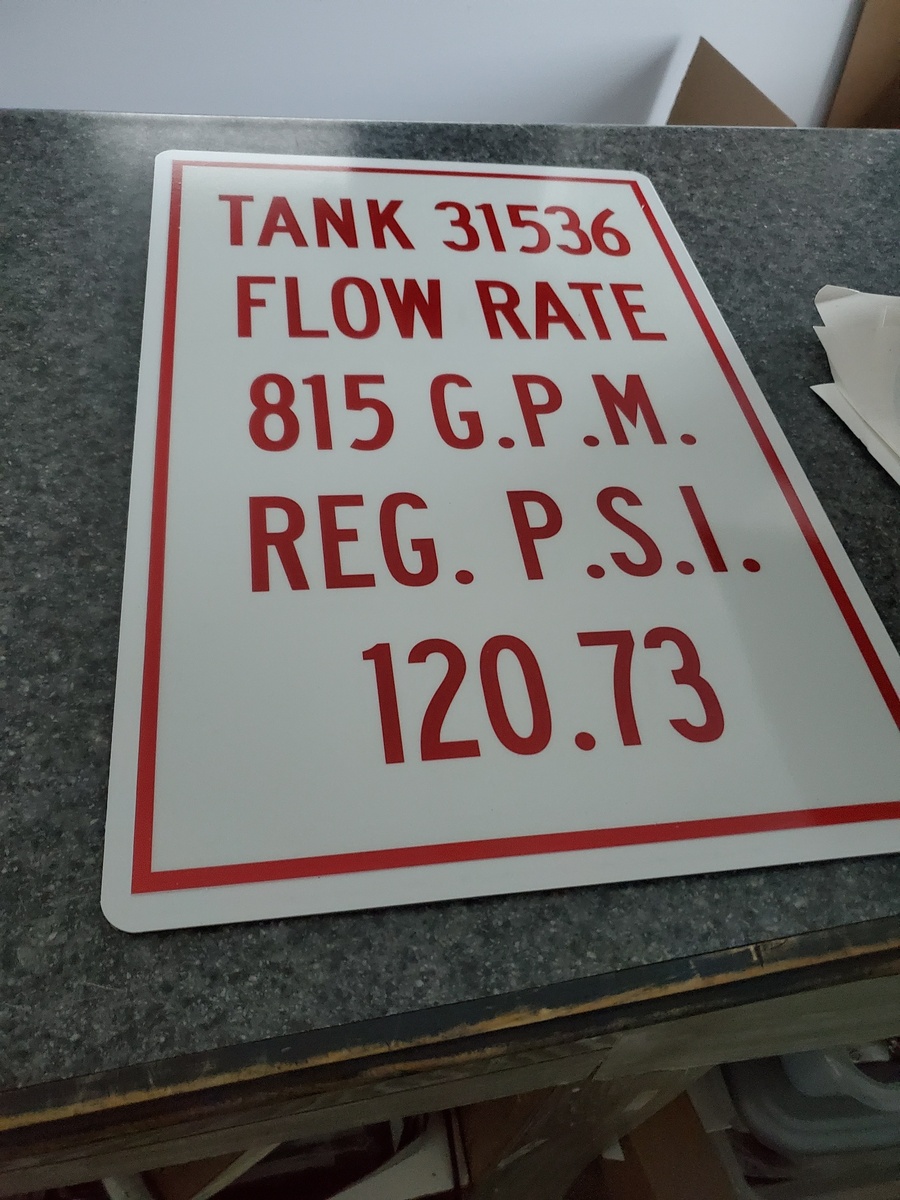 TANK 31536
FLOW RATE
815 G.P.M.
REG. P.S.I.
120.73